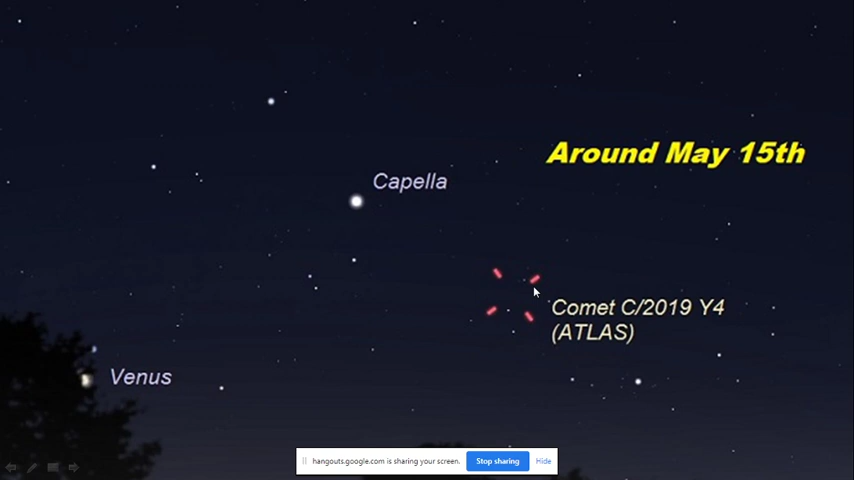 Around May 15th
Capella
Comet C/2019 Y4
(ATLAS)
Venus
hangouts.google.com is sharing your screen.
Stop sharing
Hide